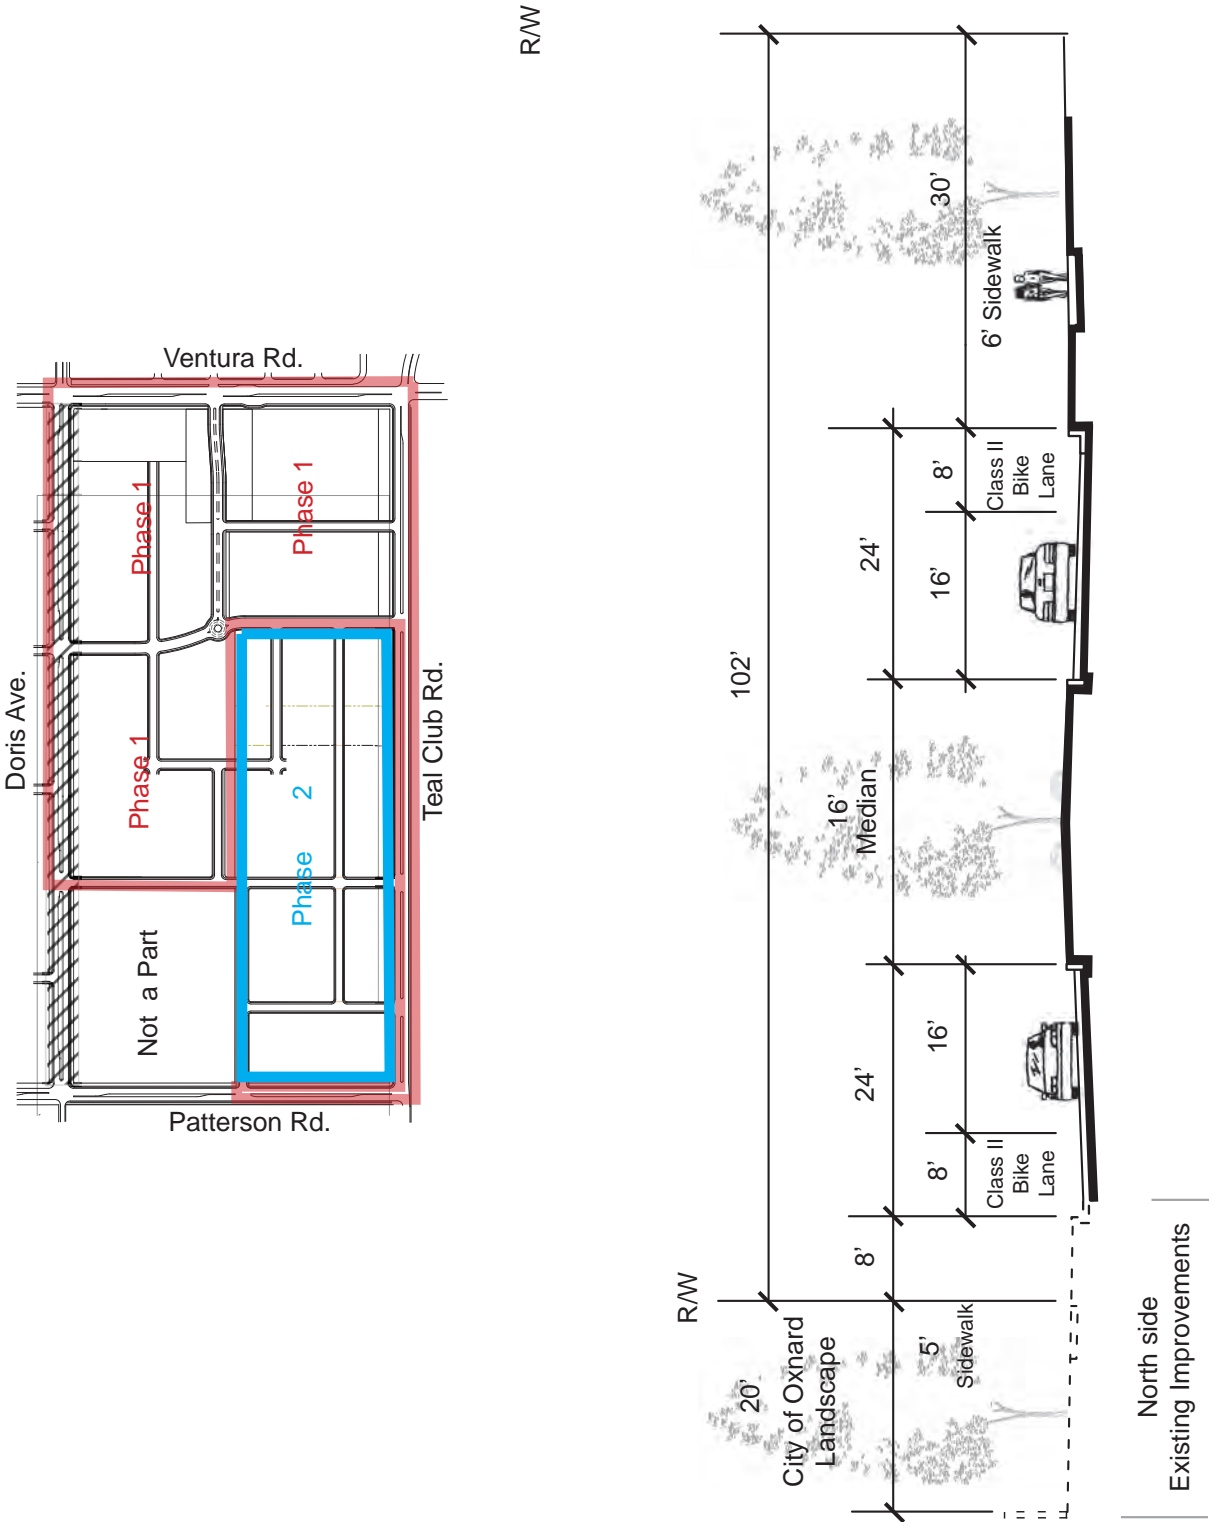 R/W
Ventura Rd.
Doris Ave.
Phase 1
Phase 1
Phase 1
Phase 2
Not a Part
Teal Club Rd.
Patterson Rd.
R/W
102’
20’
City of Oxnard
Landscape
5’
Sidewalk
8’
24’
8’
16’
Class II
Bike
Lane
16’
Median
24’
16’
8’
Class II
Bike
Lane
30’
6’ Sidewalk
North side
Existing Improvements